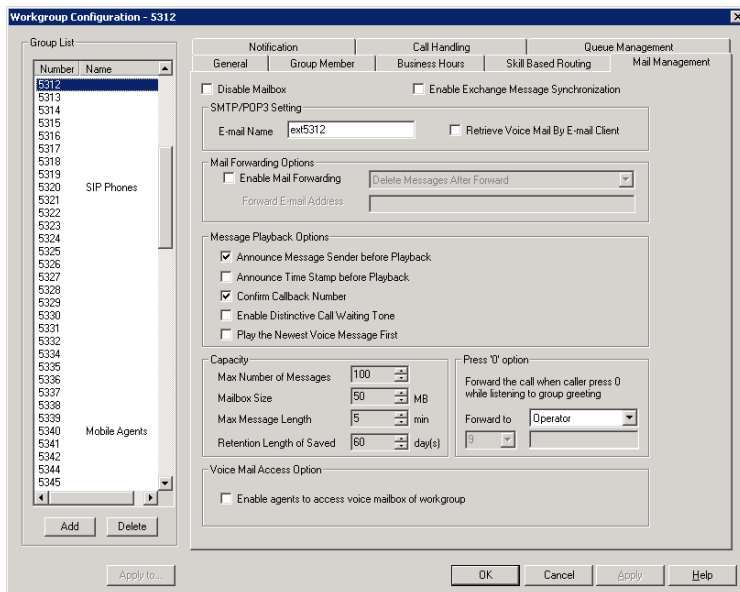 Workgroup Configuration - 5312
Group List
Number Name
5312
5313
5314
5315
5316
5317
5318
5319
5320 SIP Phones
5321
5322
5323
5324
5325
5326
5327
5328
5329
5330
5331
5332
5334
5335
5336
5337
5338
5339
5340 Mobile Agents
5341
5342
5344
5345
Add Delete
Apply to...
Notification Call Handling Queue Management
General Group Member Business Hours Skill Based Routing Mail Management
Disable Mailbox Enable Exchange Message Synchronization
SMTP/POP3 Setting
E-mail Name ext5312 Retrieve Voice Mail By E-mail Client
Mail Forwarding Options
Enable Mail Forwarding Delete Messages After Forward
Forward E-mail Address
Message Playback Options
Announce Message Sender before Playback
Announce Time Stamp before Playback
Confirm Callback Number
Enable Distinctive Call Waiting Tone
Play the Newest Voice Message First
Capacity
Max Number of Messages 100
Mailbox Size 50 MB
Max Message Length 5 min
Retention Length of Saved 60 day(s)
Press '0' option
Forward the call when caller press 0
while listening to group greeting
Forward to Operator
9
Voice Mail Access Option
Enable agents to access voice mailbox of workgroup
OK Cancel Apply Help